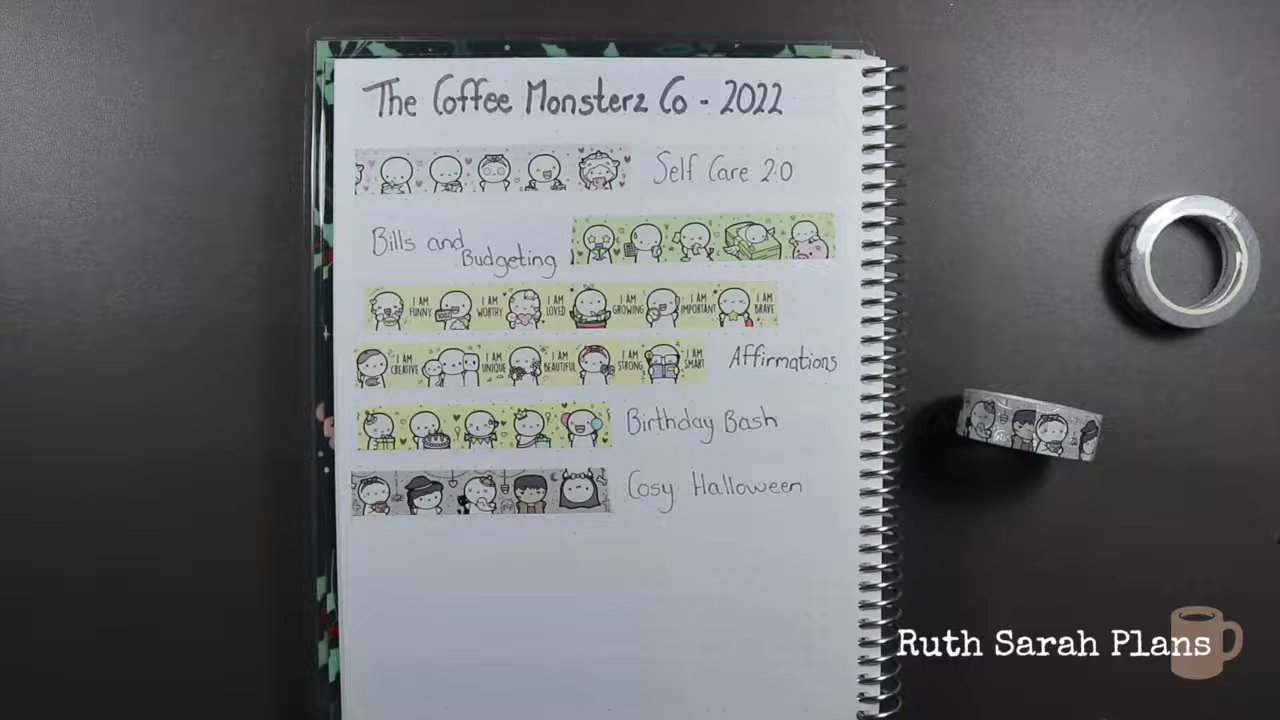 The Coffee Monsterz Co - 2022
Self Care 2.0
Bills and
Budgeting
I AM FUNNY I AM WORTHY I AM LOVED I AM GROWING I AM IMPORTANT I AM BRAVE
I AM CREATIVE I AM UNIQUE I AM BEAUTIFUL I AM STRONG I AM SMART
Affirmations
Birthday Bash
Cosy Halloween
Ruth Sarah Plans